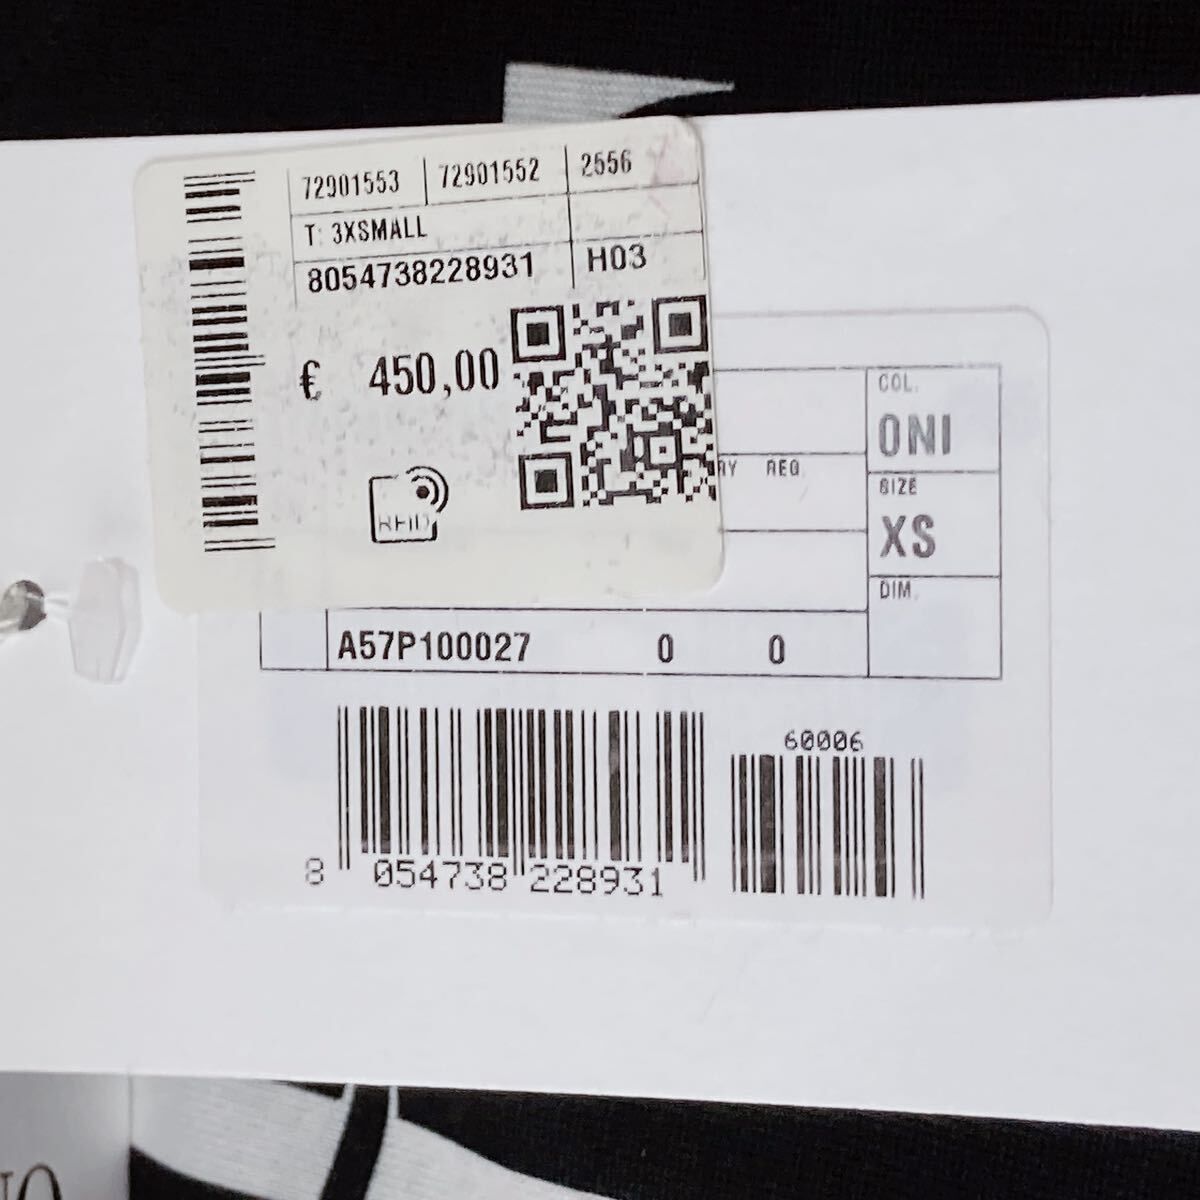 72901553 72901552 2556
T: 3XSMALL
8054738228931 H03
€ 450,00
RFID
COL.
0NI
RY REG.
SIZE
XS
DIM.
A57P100027 0 0
60006
8 054738 228931